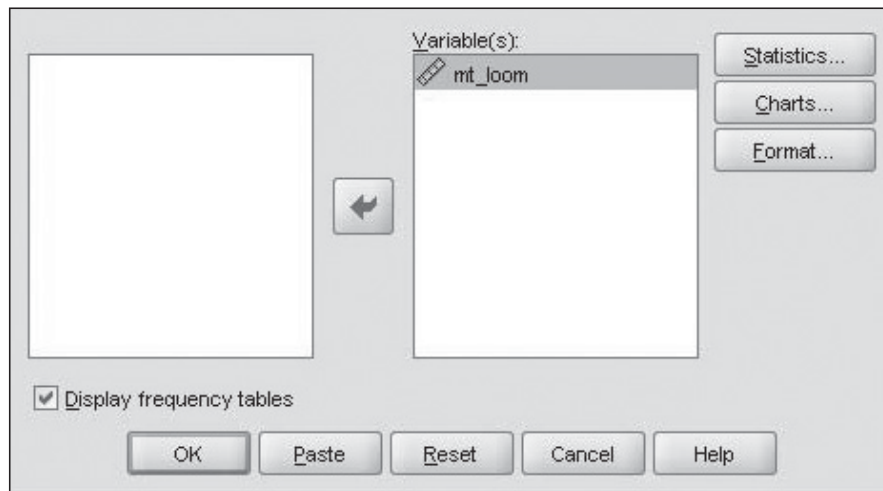 Variable(s):
mt_loom
Statistics...
Charts...
Format...
Display frequency tables
OK
Paste
Reset
Cancel
Help